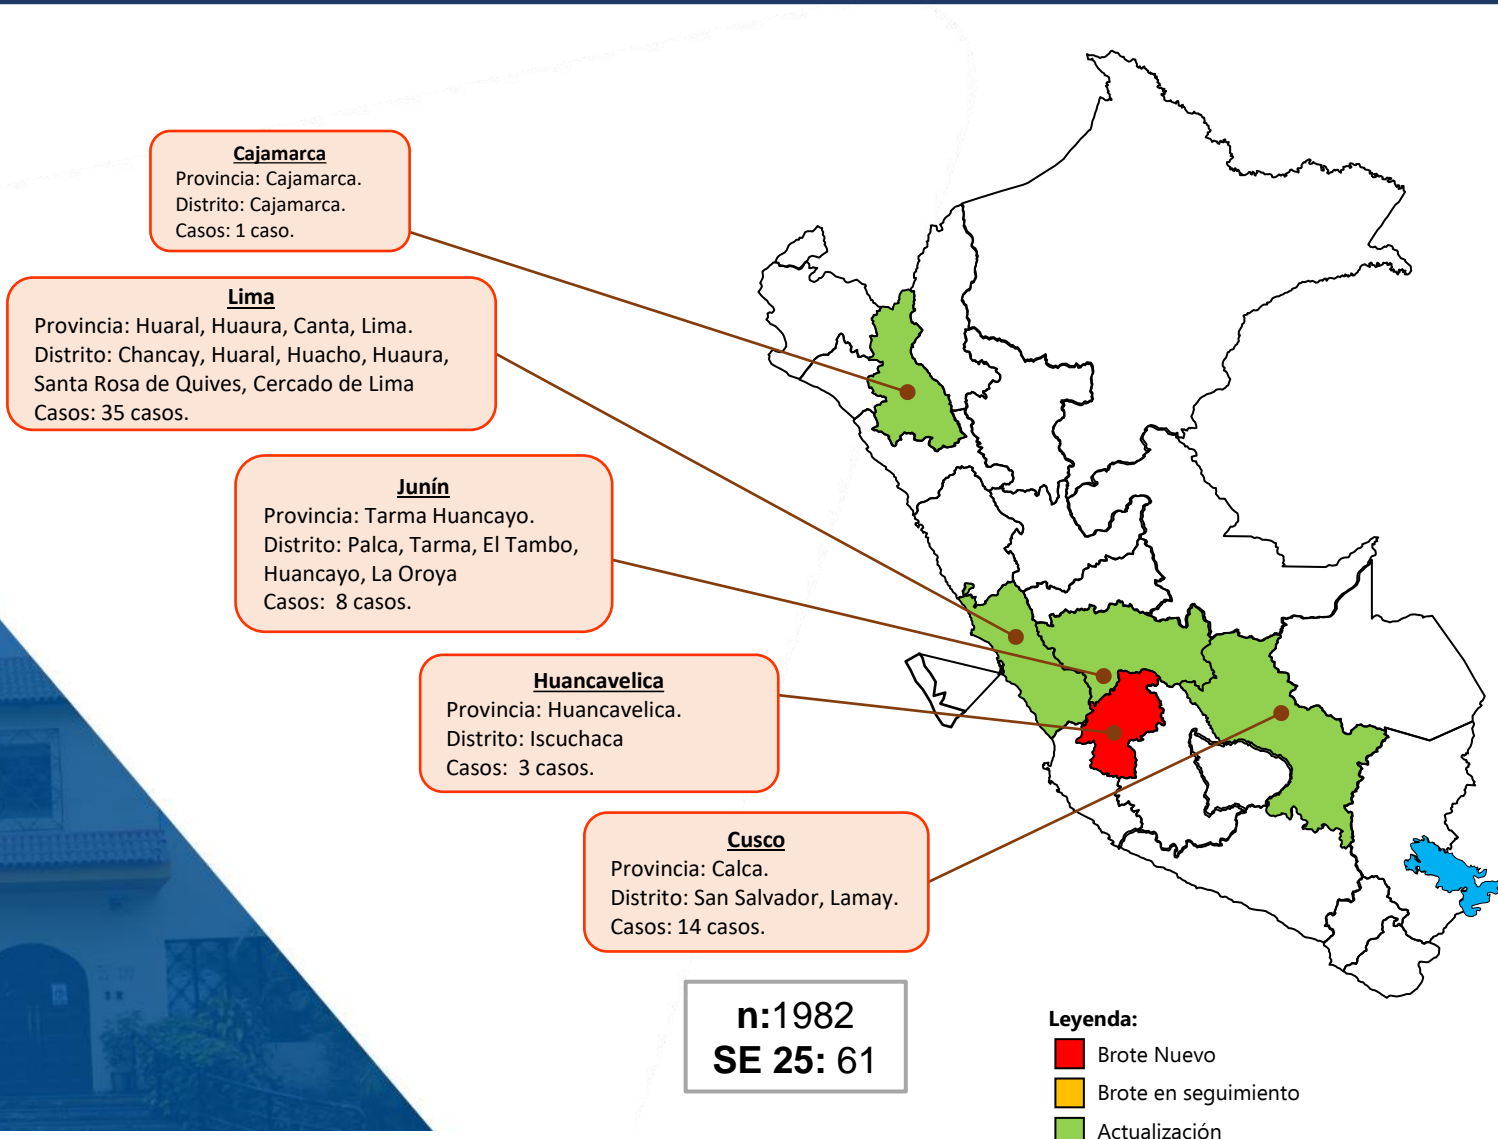 Cajamarca
Provincia: Cajamarca.
Distrito: Cajamarca.
Casos: 1 caso.
Lima
Provincia: Huaral, Huaura, Canta, Lima.
Distrito: Chancay, Huaral, Huacho, Huaura,
Santa Rosa de Quives, Cercado de Lima
Casos: 35 casos.
Junín
Provincia: Tarma Huancayo.
Distrito: Palca, Tarma, El Tambo,
Huancayo, La Oroya
Casos:  8 casos.
Huancavelica
Provincia: Huancavelica.
Distrito: Iscuchaca
Casos:  3 casos.
Cusco
Provincia: Calca.
Distrito: San Salvador, Lamay.
Casos: 14 casos.
n:1982
SE 25: 61
Leyenda:
Brote Nuevo
Brote en seguimiento
Actualización